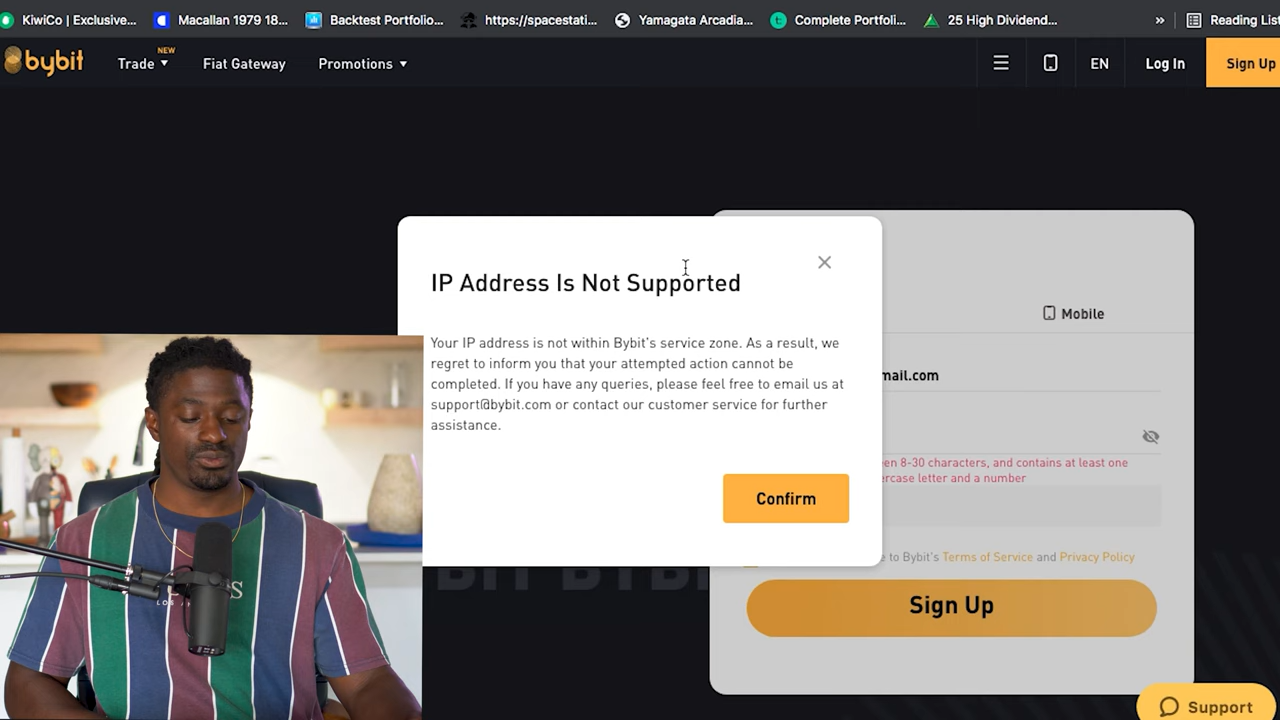 KiwiCo | Exclusive...
Macallan 1979 18...
Backtest Portfolio...
https://spacestati...
Yamagata Arcadia...
Complete Portfoli...
25 High Dividend...
»
Reading List
bybit
Trade
NEW
Fiat Gateway
Promotions
EN
Log In
Sign Up
IP Address Is Not Supported
Your IP address is not within Bybit's service zone. As a result, we
regret to inform you that your attempted action cannot be
completed. If you have any queries, please feel free to email us at
support@bybit.com or contact our customer service for further
assistance.
Confirm
Mobile
mail.com
en 8-30 characters, and contains at least one
ercase letter and a number
e to Bybit's Terms of Service and Privacy Policy
Sign Up
Support